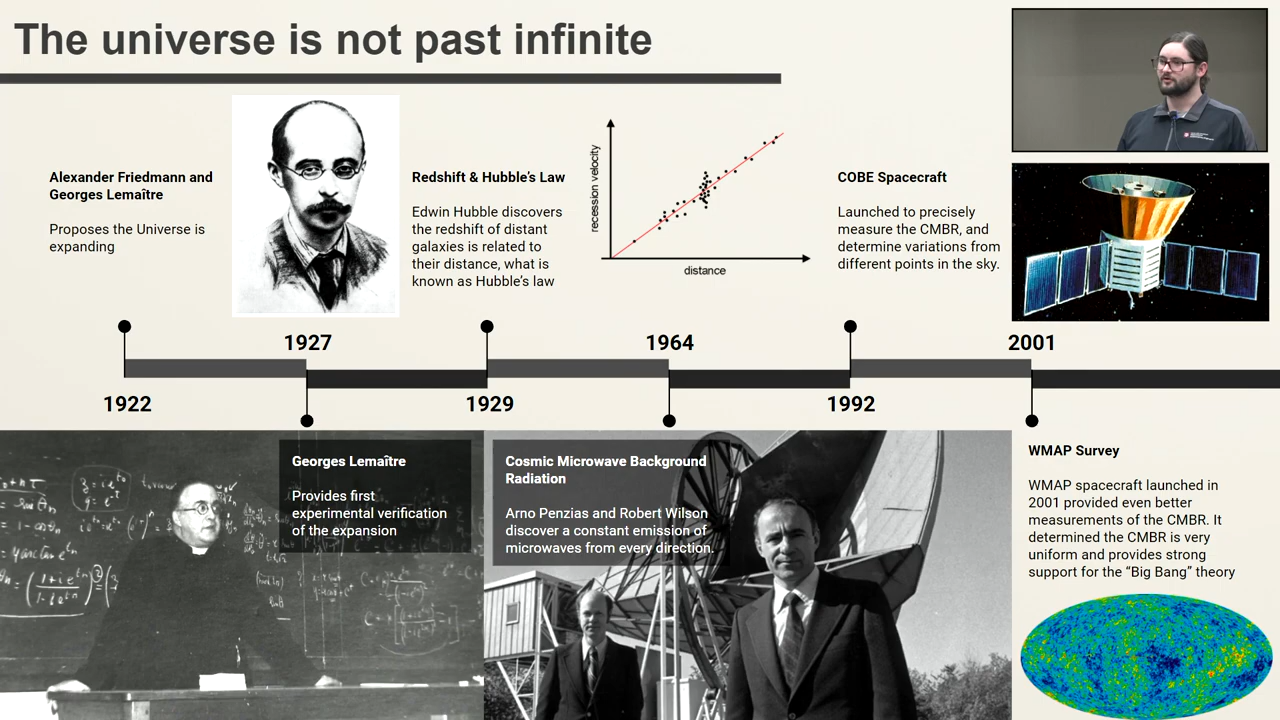 The universe is not past infinite
Alexander Friedmann and
Georges Lemaître
Proposes the Universe is
expanding
Redshift & Hubble’s Law
Edwin Hubble discovers
the redshift of distant
galaxies is related to
their distance, what is
known as Hubble’s law
recession velocity
distance
COBE Spacecraft
Launched to precisely
measure the CMBR, and
determine variations from
different points in the sky.
1927
1964
2001
1922
1929
1992
Georges Lemaître
Provides first
experimental verification
of the expansion
Cosmic Microwave Background
Radiation
Arno Penzias and Robert Wilson
discover a constant emission of
microwaves from every direction.
WMAP Survey
WMAP spacecraft launched in
2001 provided even better
measurements of the CMBR. It
determined the CMBR is very
uniform and provides strong
support for the “Big Bang” theory